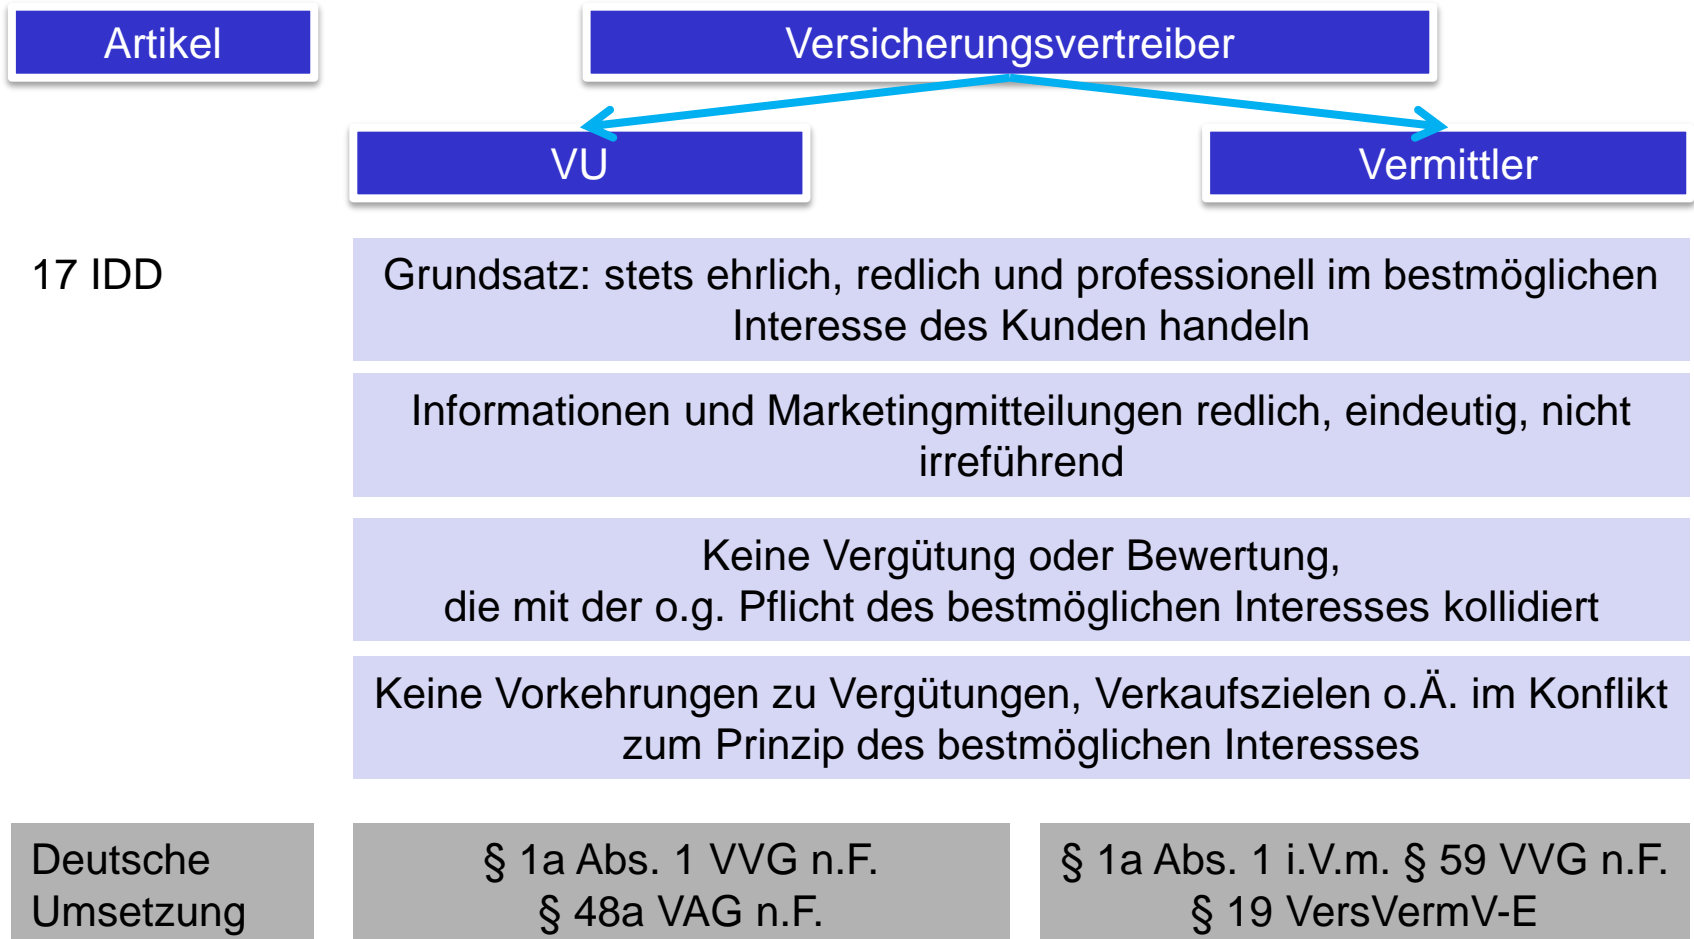 Artikel
Versicherungsvertreiber
VU
Vermittler
17 IDD
Grundsatz: stets ehrlich, redlich und professionell im bestmöglichen
Interesse des Kunden handeln
Informationen und Marketingmitteilungen redlich, eindeutig, nicht
irreführend
Keine Vergütung oder Bewertung,
die mit der o.g. Pflicht des bestmöglichen Interesses kollidiert
Keine Vorkehrungen zu Vergütungen, Verkaufszielen o.Ä. im Konflikt
zum Prinzip des bestmöglichen Interesses
Deutsche
Umsetzung
§ 1a Abs. 1 VVG n.F.
§ 48a VAG n.F.
§ 1a Abs. 1 i.V.m. § 59 VVG n.F.
§ 19 VersVermV-E